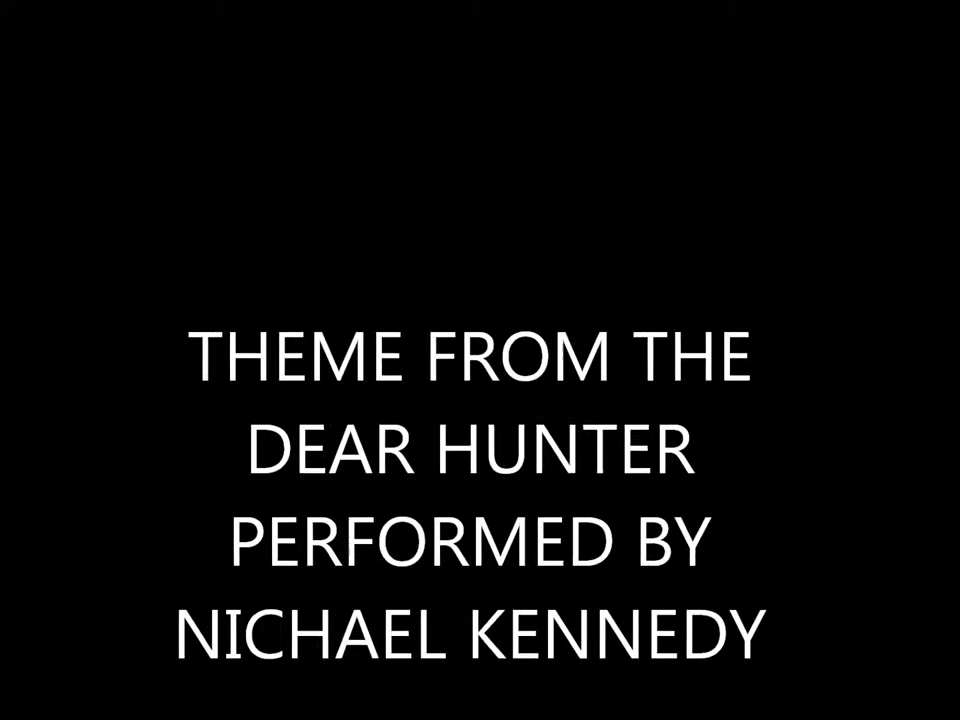 THEME FROM THE
DEAR HUNTER
PERFORMED BY
NICHAEL KENNEDY